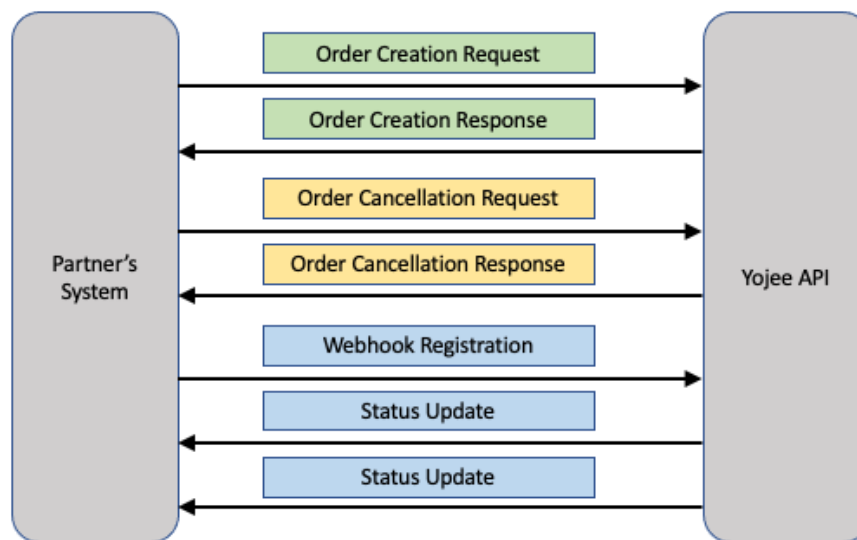 Order Creation Request
Order Creation Response
Order Cancellation Request
Partner's
System
Order Cancellation Response
Yojee API
Webhook Registration
Status Update
Status Update